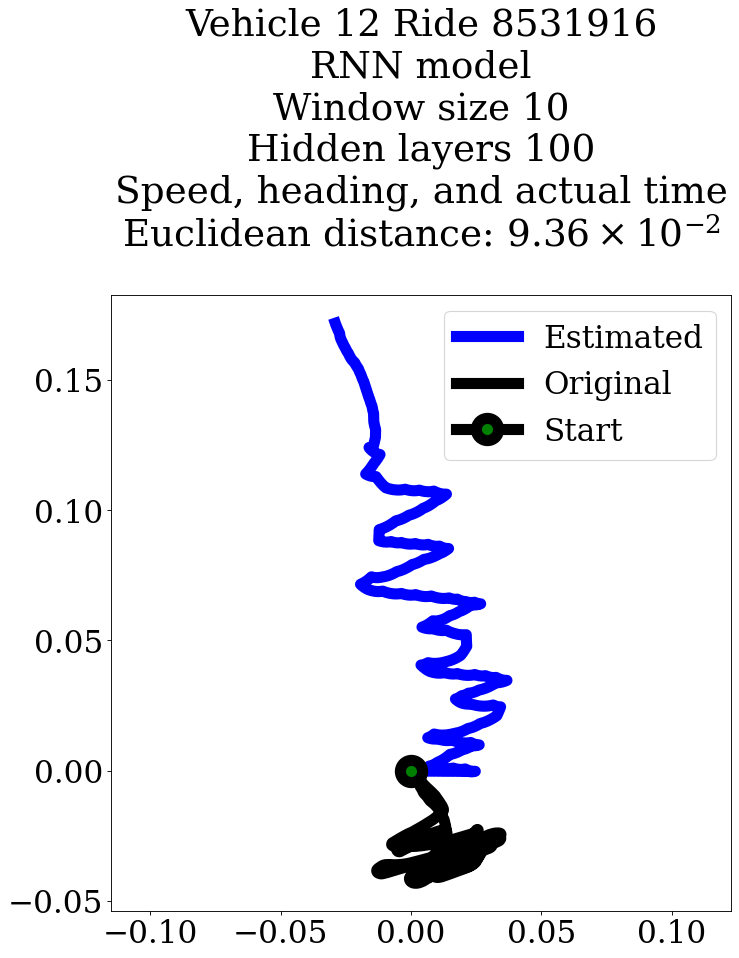 Vehicle 12 Ride 8531916
RNN model
Window size 10
Hidden layers 100
Speed, heading, and actual time
Euclidean distance: 9.36 × 10⁻²
Estimated
Original
Start
0.15
0.10
0.05
0.00
−0.05
−0.10 −0.05 0.00 0.05 0.10